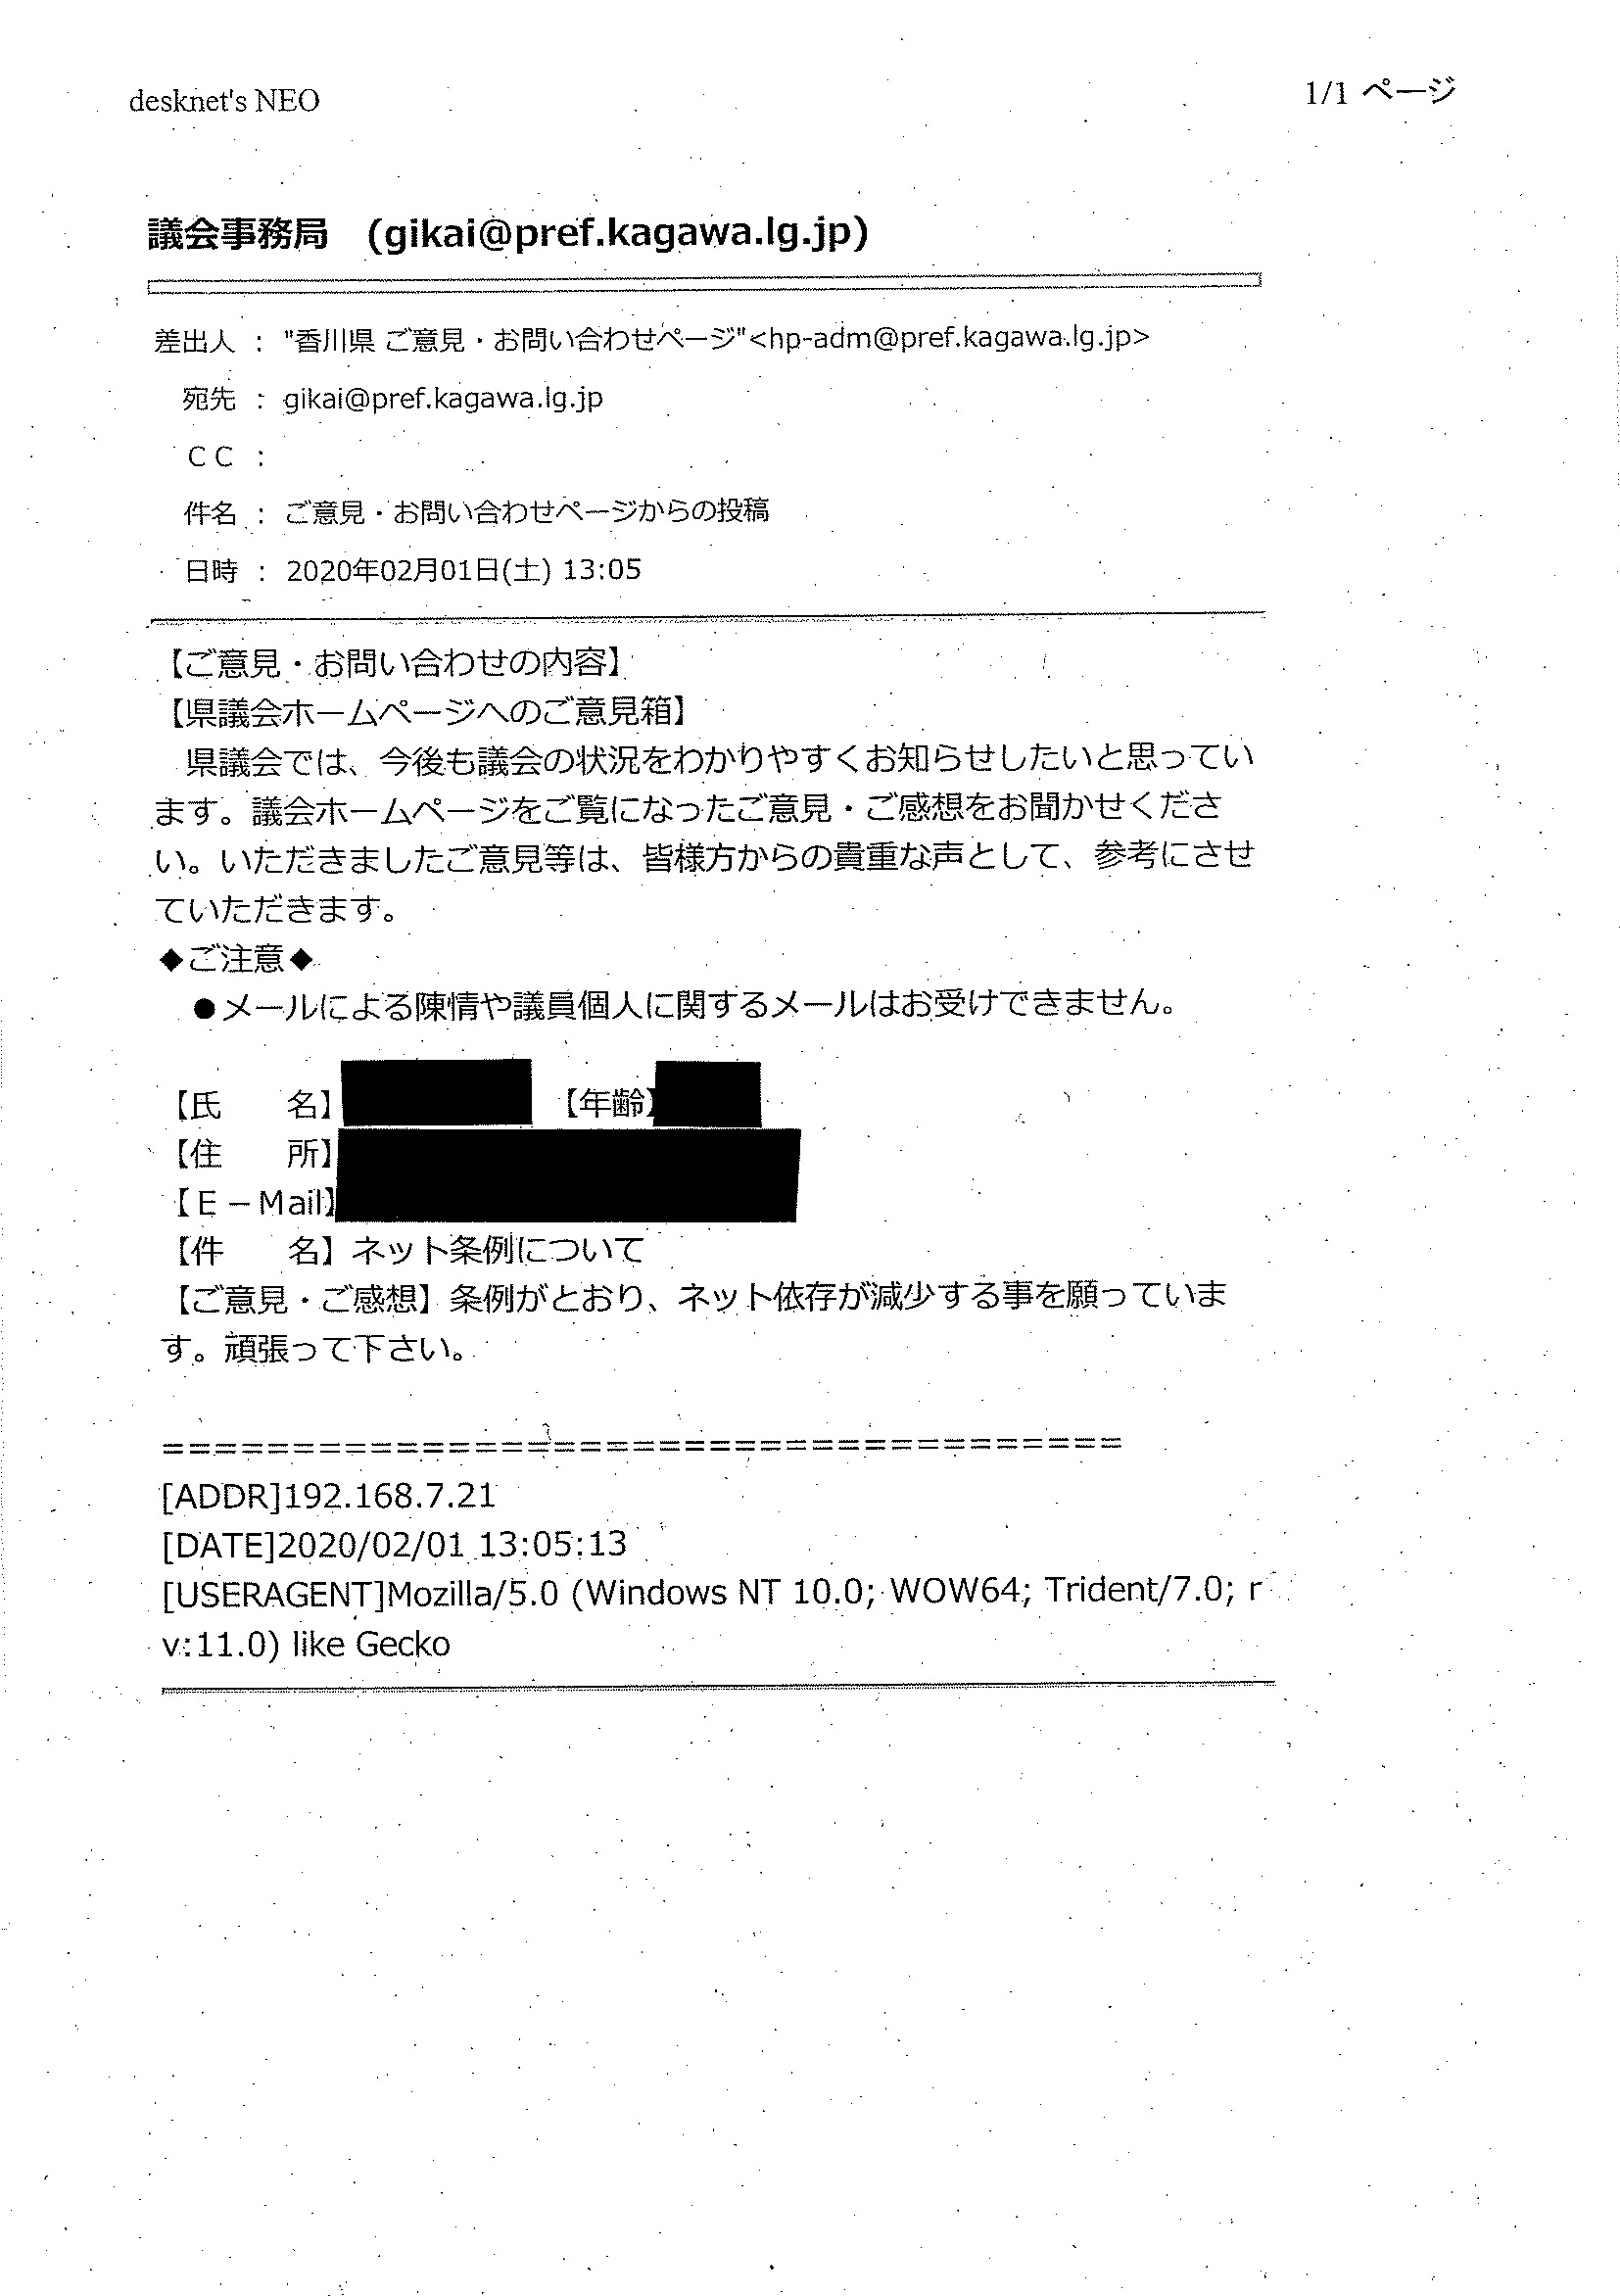 desknet's NEO
1/1 ページ
議会事務局　(gikai@pref.kagawa.lg.jp)
差出人 : "香川県 ご意見・お問い合わせページ"<hp-adm@pref.kagawa.lg.jp>
宛先 : gikai@pref.kagawa.lg.jp
ＣＣ :
件名 : ご意見・お問い合わせページからの投稿
日時 : 2020年02月01日(土) 13:05
【ご意見・お問い合わせの内容】
【県議会ホームページへのご意見箱】
　県議会では、今後も議会の状況をわかりやすくお知らせしたいと思ってい
ます。議会ホームページをご覧になったご意見・ご感想をお聞かせくださ
い。いただきましたご意見等は、皆様方からの貴重な声として、参考にさせ
ていただきます。
◆ご注意◆
　●メールによる陳情や議員個人に関するメールはお受けできません。
【氏　　名】　【年齢】
【住　　所】
【Ｅ－Mail】
【件　　名】ネット条例について
【ご意見・ご感想】条例がとおり、ネット依存が減少する事を願っていま
す。頑張って下さい。
=====================================
[ADDR]192.168.7.21
[DATE]2020/02/01 13:05:13
[USERAGENT]Mozilla/5.0 (Windows NT 10.0; WOW64; Trident/7.0; r
v:11.0) like Gecko